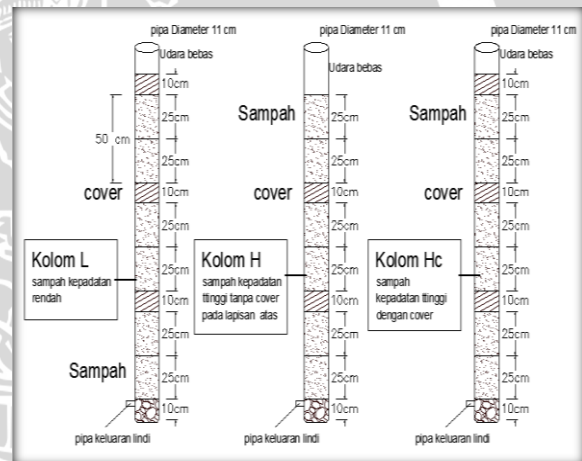 pipa Diameter 11 cm
Udara bebas
10cm
25cm
50 cm
25cm
cover
10cm
25cm
Kolom L
sampah kepadatan
rendah
25cm
10cm
25cm
Sampah
25cm
10cm
pipa keluaran lindi
pipa Diameter 11 cm
Udara bebas
Sampah
25cm
25cm
cover
10cm
25cm
Kolom H
sampah kepadatan
ttinggi tanpa cover
pada lapisan atas
25cm
10cm
25cm
25cm
10cm
pipa keluaran lindi
pipa Diameter 11 cm
Udara bebas
10cm
Sampah
25cm
25cm
cover
10cm
25cm
Kolom Hc
sampah
kepadatan ttinggi
dengan cover
25cm
10cm
25cm
25cm
10cm
pipa keluaran lindi